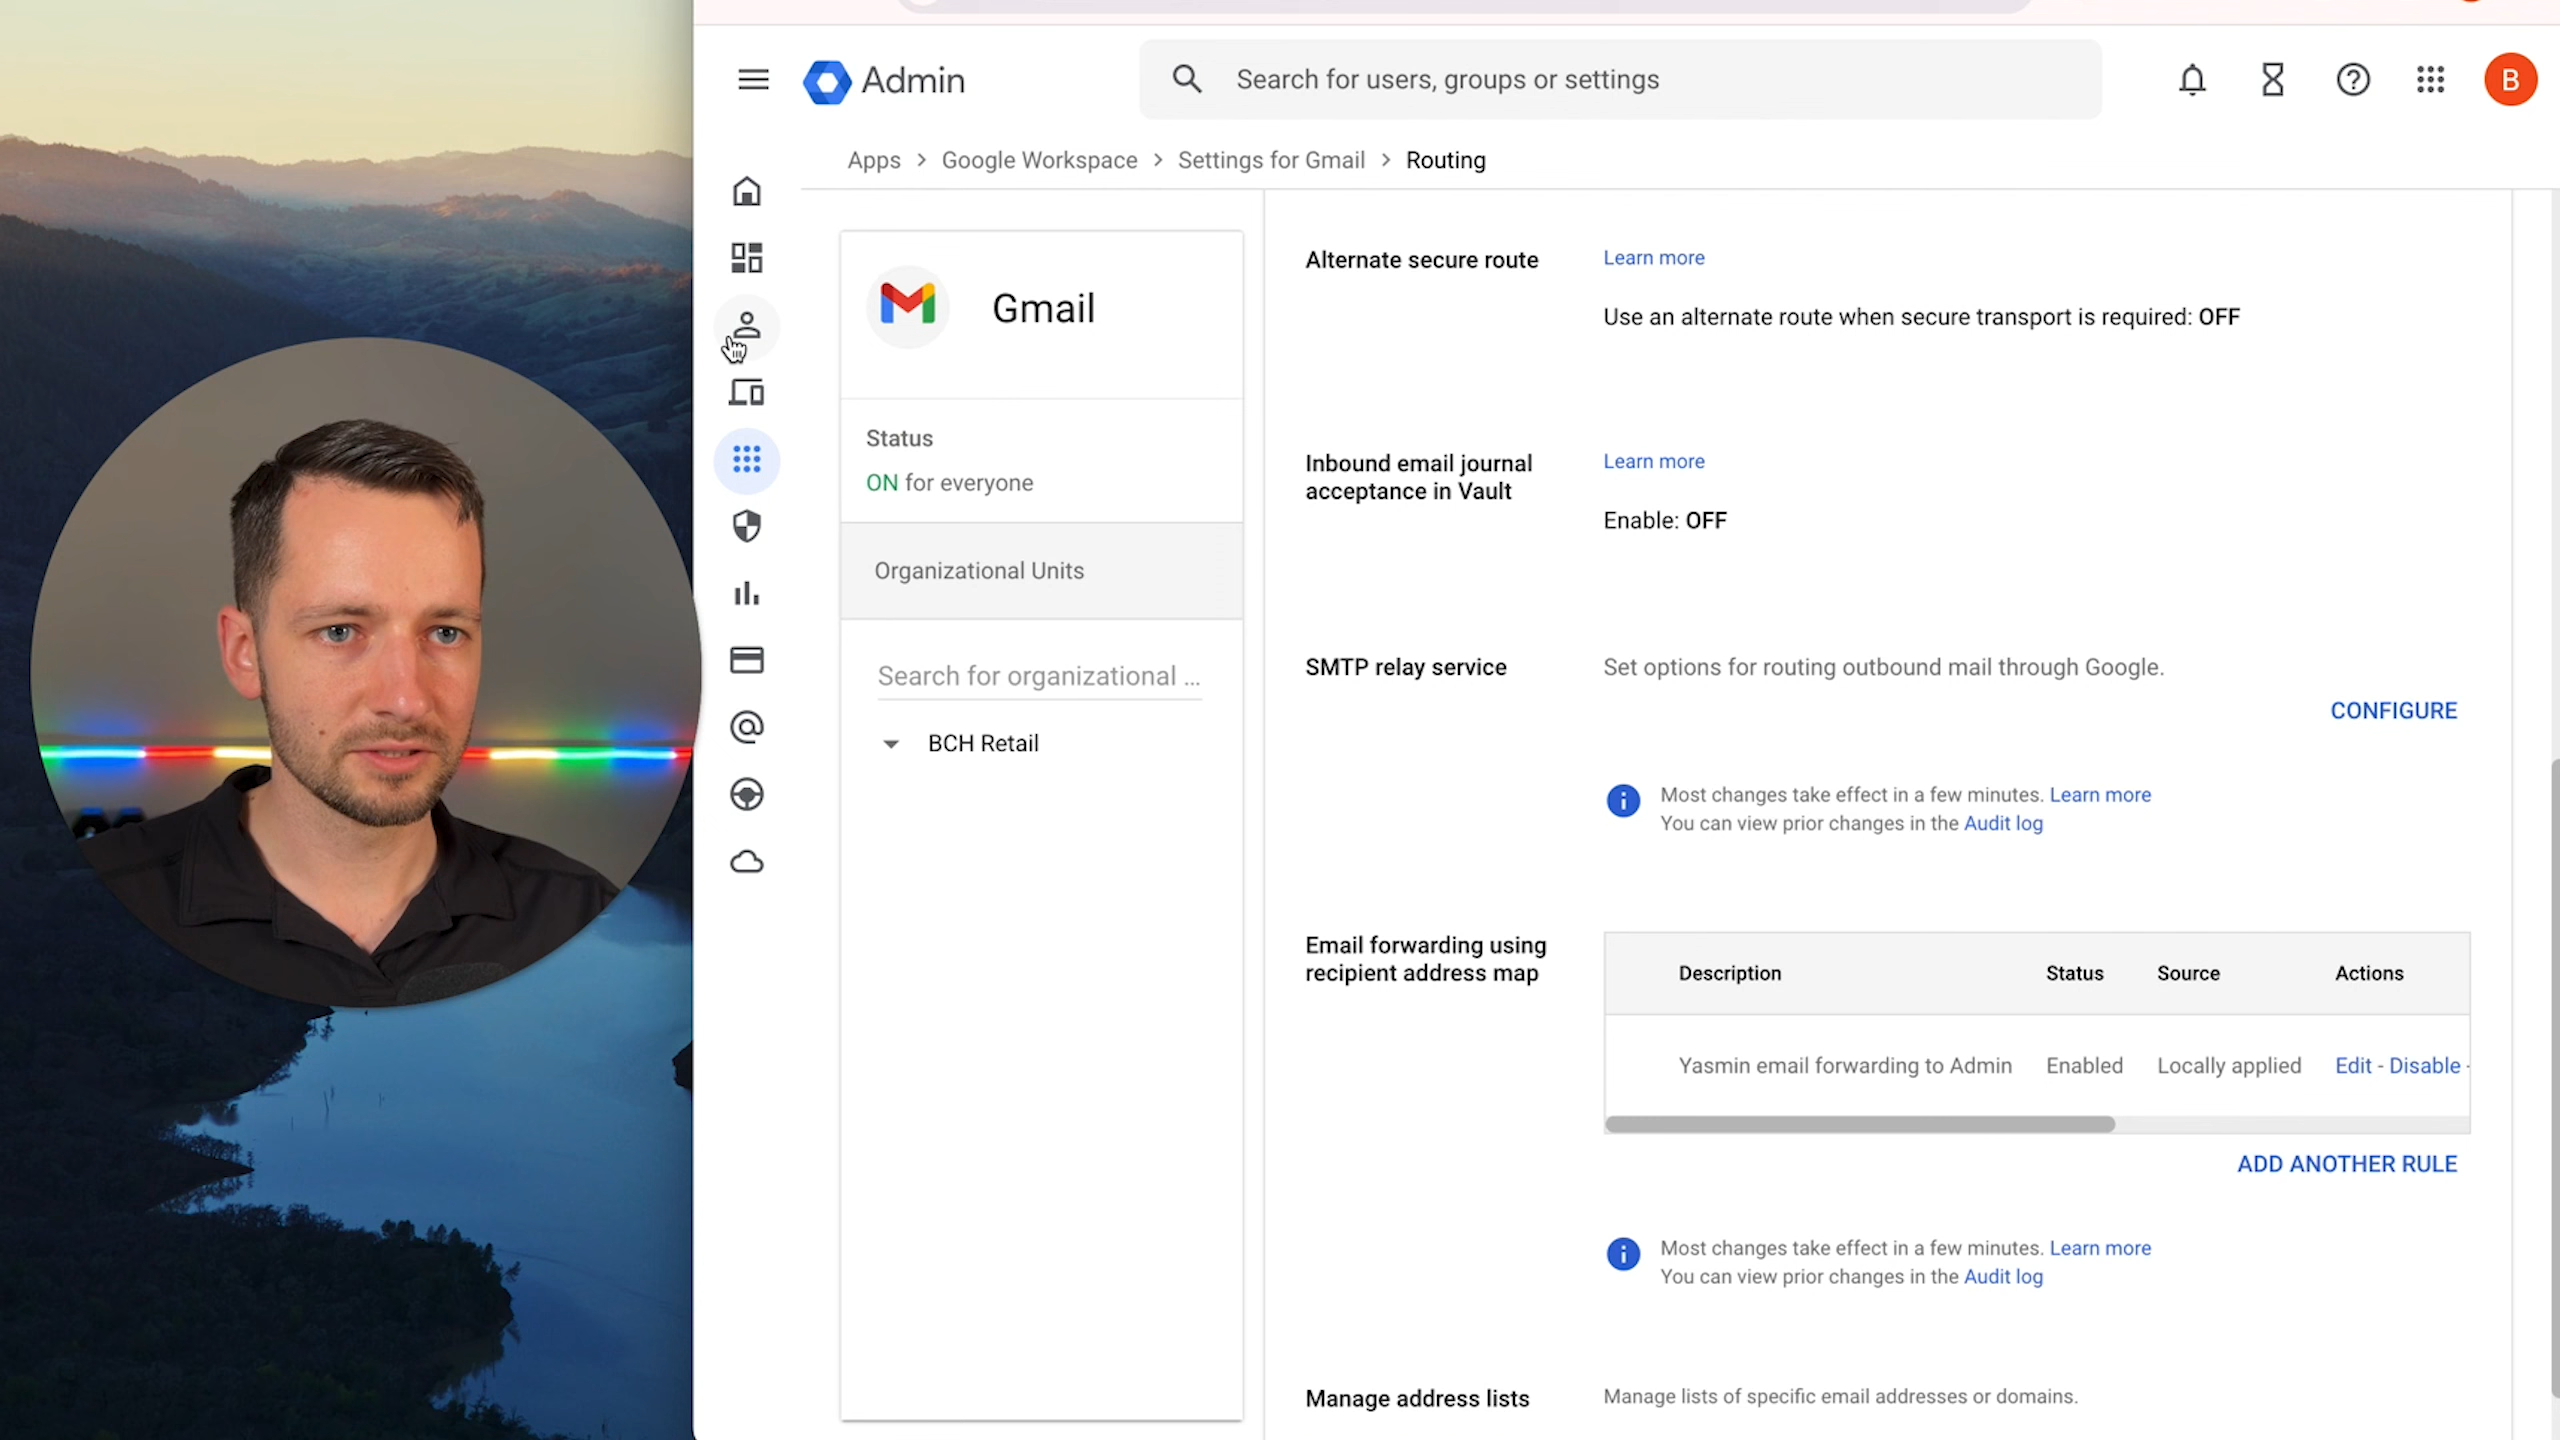 Admin
Search for users, groups or settings
B
Apps > Google Workspace > Settings for Gmail > Routing
Gmail
Status
ON for everyone
Organizational Units
Search for organizational ...
BCH Retail
Alternate secure route
Learn more
Use an alternate route when secure transport is required: OFF
Inbound email journal
acceptance in Vault
Learn more
Enable: OFF
SMTP relay service
Set options for routing outbound mail through Google.
CONFIGURE
Most changes take effect in a few minutes. Learn more
You can view prior changes in the Audit log
Email forwarding using
recipient address map
Description Status Source Actions
Yasmin email forwarding to Admin Enabled Locally applied Edit - Disable -
ADD ANOTHER RULE
Most changes take effect in a few minutes. Learn more
You can view prior changes in the Audit log
Manage address lists
Manage lists of specific email addresses or domains.